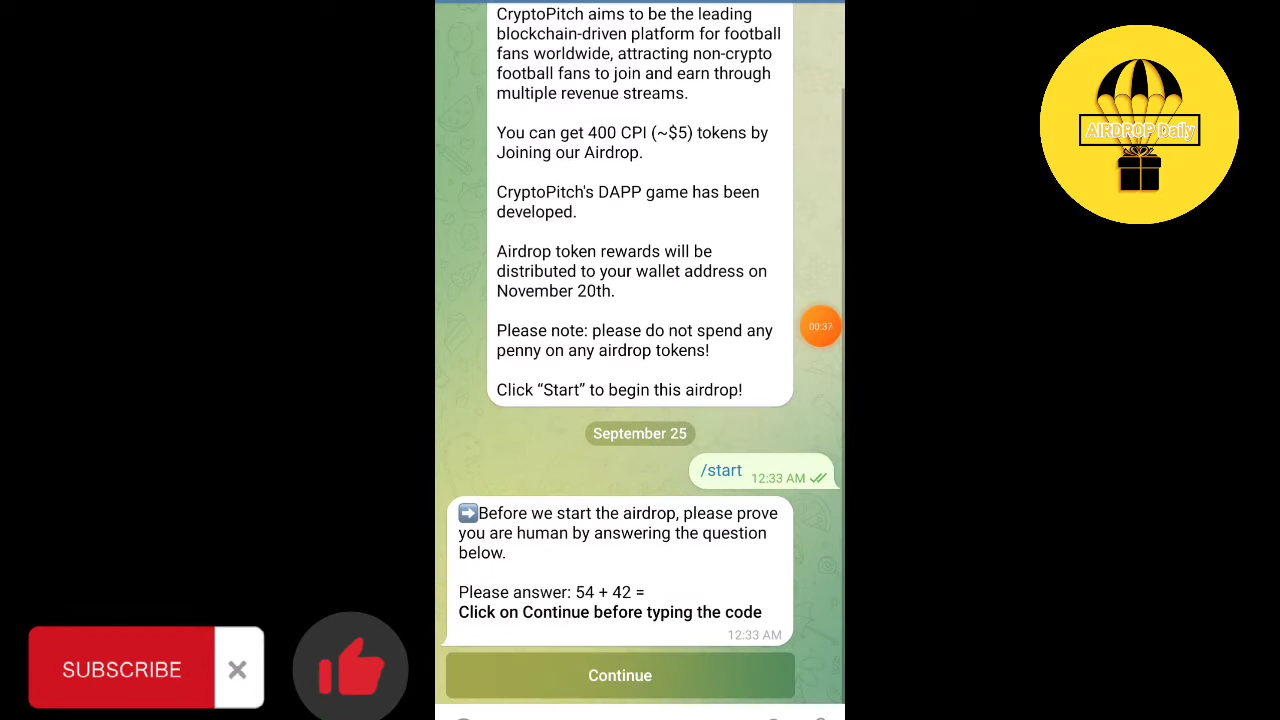 CryptoPitch aims to be the leading
blockchain-driven platform for football
fans worldwide, attracting non-crypto
football fans to join and earn through
multiple revenue streams.
You can get 400 CPI (~$5) tokens by
Joining our Airdrop.
CryptoPitch's DAPP game has been
developed.
Airdrop token rewards will be
distributed to your wallet address on
November 20th.
Please note: please do not spend any
penny on any airdrop tokens!
Click “Start” to begin this airdrop!
September 25
/start
12:33 AM
➡Before we start the airdrop, please prove
you are human by answering the question
below.
Please answer: 54 + 42 =
Click on Continue before typing the code
12:33 AM
Continue
00:37
AIRDROP Daily
SUBSCRIBE